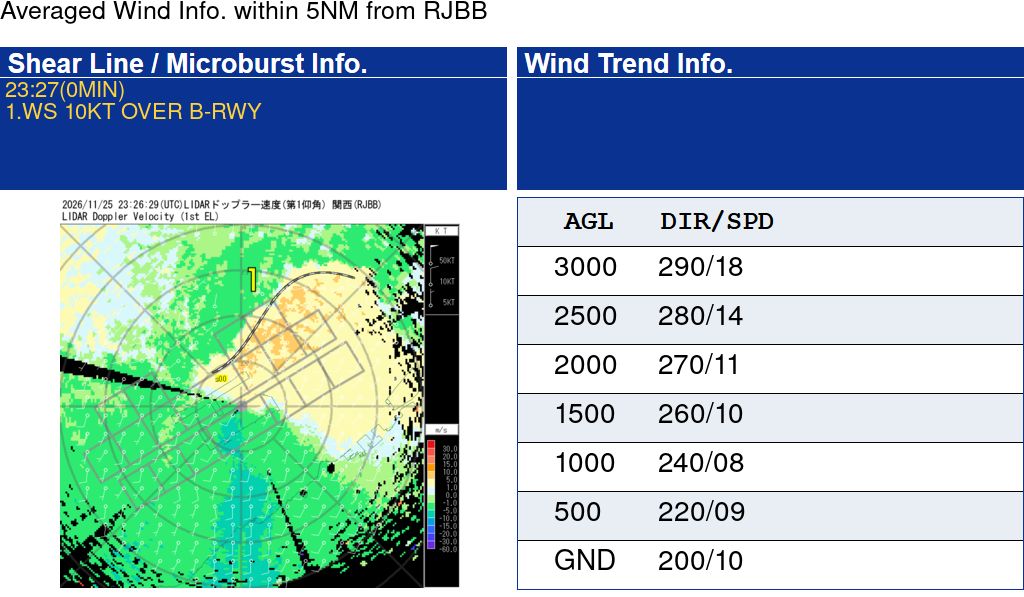 Averaged Wind Info. within 5NM from RJBB
Shear Line / Microburst Info.
23:27(0MIN)
1.WS 10KT OVER B-RWY
Wind Trend Info.
2026/11/25 23:26:29(UTC)LIDARドップラー速度(第1仰角) 関西(RJBB)
LIDAR Doppler Velocity (1st EL)
1
KT
50KT
10KT
5KT
m/s
30.0
20.0
15.0
10.0
5.0
1.0
0.0
-1.0
-5.0
-10.0
-15.0
-20.0
-30.0
-60.0
AGL DIR/SPD
3000 290/18
2500 280/14
2000 270/11
1500 260/10
1000 240/08
500 220/09
GND 200/10